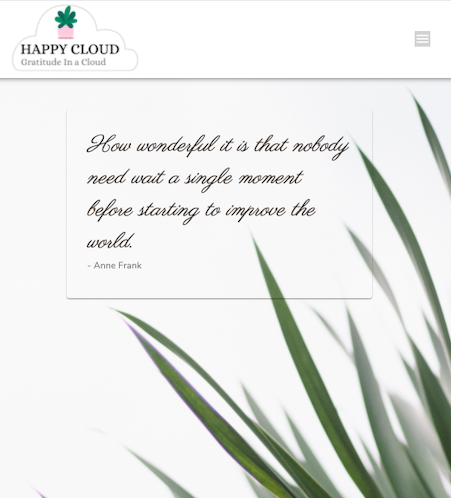 HAPPY CLOUD
Gratitude In a Cloud
How wonderful it is that nobody
need wait a single moment
before starting to improve the
world.
- Anne Frank